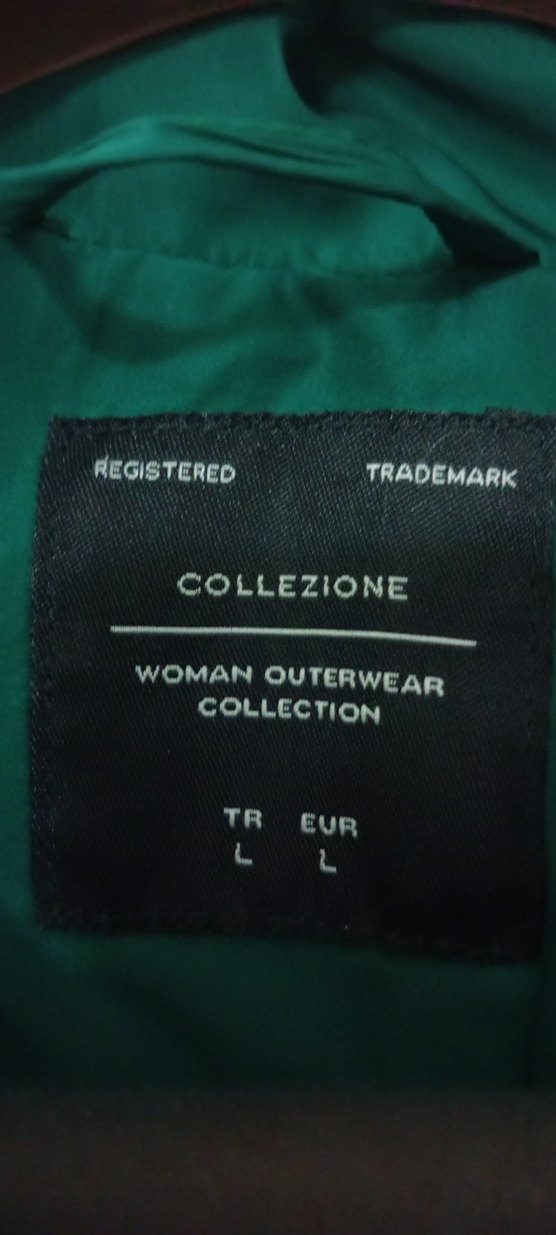 REGISTERED TRADEMARK
COLLEZIONE
WOMAN OUTERWEAR
COLLECTION
TR EUR
L L